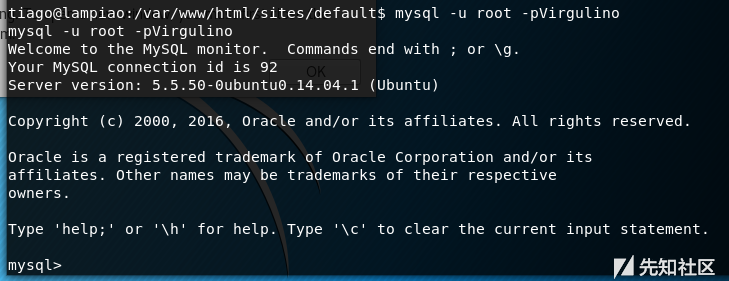 tiago@lampiao:/var/www/html/sites/default$ mysql -u root -pVirgulino
mysql -u root -pVirgulino
Welcome to the MySQL monitor.  Commands end with ; or \g.
Your MySQL connection id is 92
OK
Server version: 5.5.50-0ubuntu0.14.04.1 (Ubuntu)
Copyright (c) 2000, 2016, Oracle and/or its affiliates. All rights reserved.
Oracle is a registered trademark of Oracle Corporation and/or its
affiliates. Other names may be trademarks of their respective
owners.
Type 'help;' or '\h' for help. Type '\c' to clear the current input statement.
mysql>
先知社区